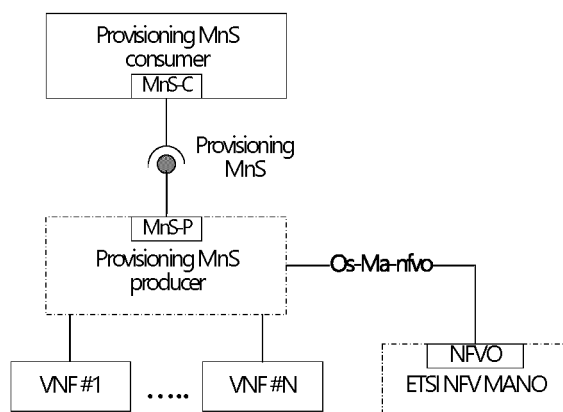 Provisioning MnS
consumer
MnS-C
Provisioning
MnS
MnS-P
Provisioning MnS
producer
Os-Ma-nfvo
VNF #1
.....
VNF #N
NFVO
ETSI NFV MANO